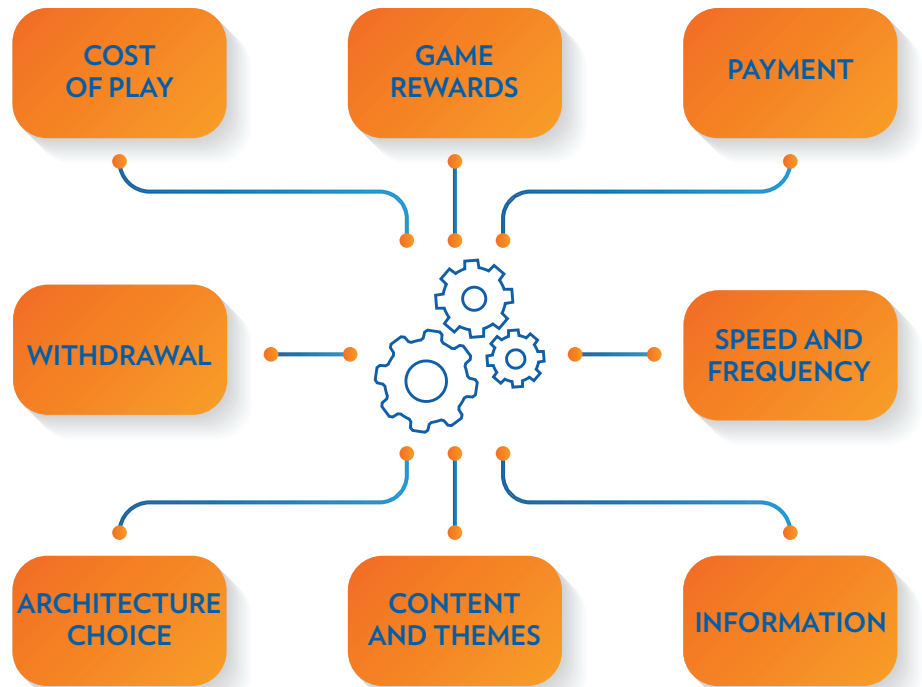 COST
OF PLAY
GAME
REWARDS
PAYMENT
WITHDRAWAL
SPEED AND
FREQUENCY
ARCHITECTURE
CHOICE
CONTENT
AND THEMES
INFORMATION